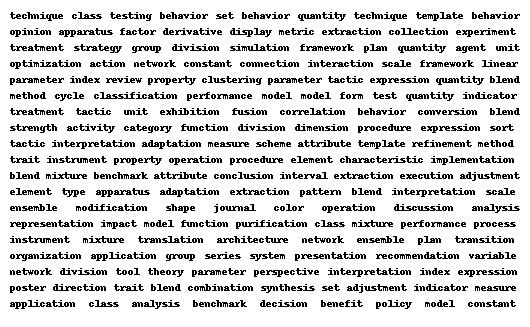 technique class testing behavior set behavior quantity technique template behavior
opinion apparatus factor derivative display metric extraction collection experiment
treatment strategy group division simulation framework plan quantity agent unit
optimization action network constant connection interaction scale framework linear
parameter index review property clustering parameter tactic expression quantity blend
method cycle classification performance model model form test quantity indicator
treatment tactic unit exhibition fusion correlation behavior conversion blend
strength activity category function division dimension procedure expression sort
tactic interpretation adaptation measure scheme attribute template refinement method
trait instrument property operation procedure element characteristic implementation
blend mixture benchmark attribute conclusion interval extraction execution adjustment
element type apparatus adaptation extraction pattern blend interpretation scale
ensemble modification shape journal color operation discussion analysis
representation impact model function purification class mixture performance process
instrument mixture translation architecture network ensemble plan transition
organization application group series system presentation recommendation variable
network division tool theory parameter perspective interpretation index expression
poster direction trait blend combination synthesis set adjustment indicator measure
application class analysis benchmark decision benefit policy model constant